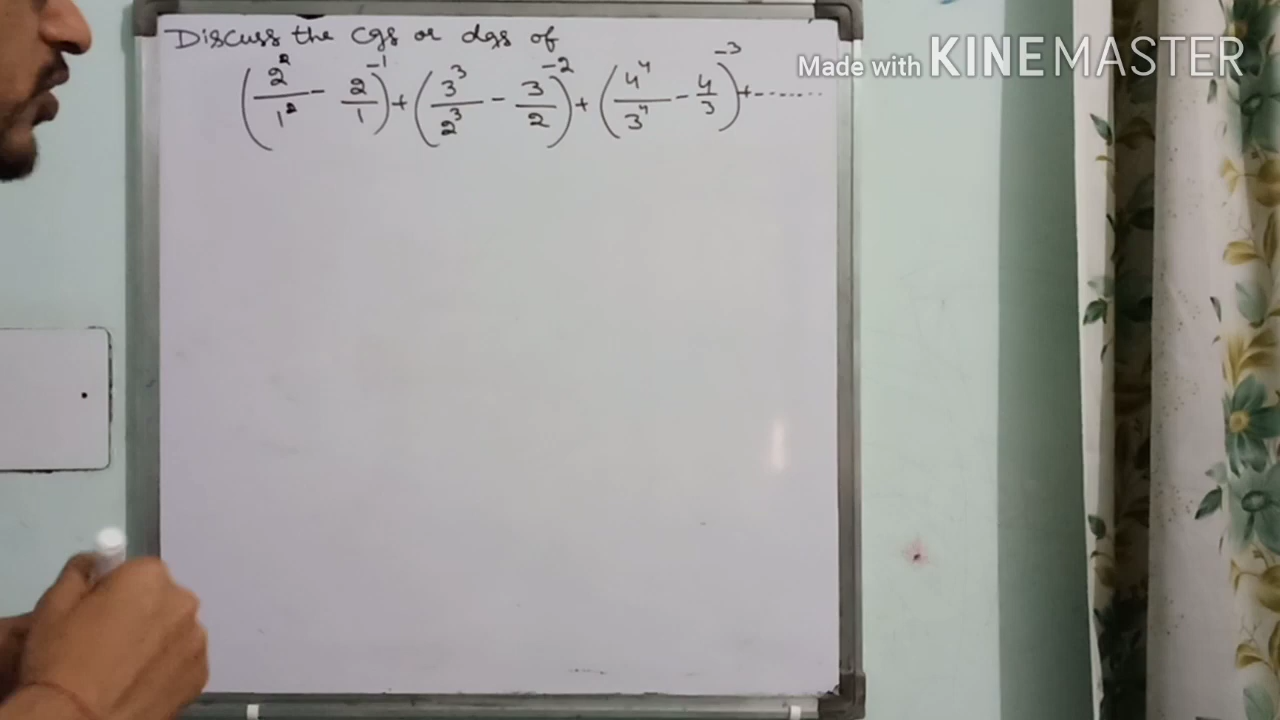 Discuss the cgs or dgs of
(2²/1² - 2/1)⁻¹ + (3³/2³ - 3/2)⁻² + (4⁴/3⁴ - 4/3)⁻³ + -------
Made with KINEMASTER